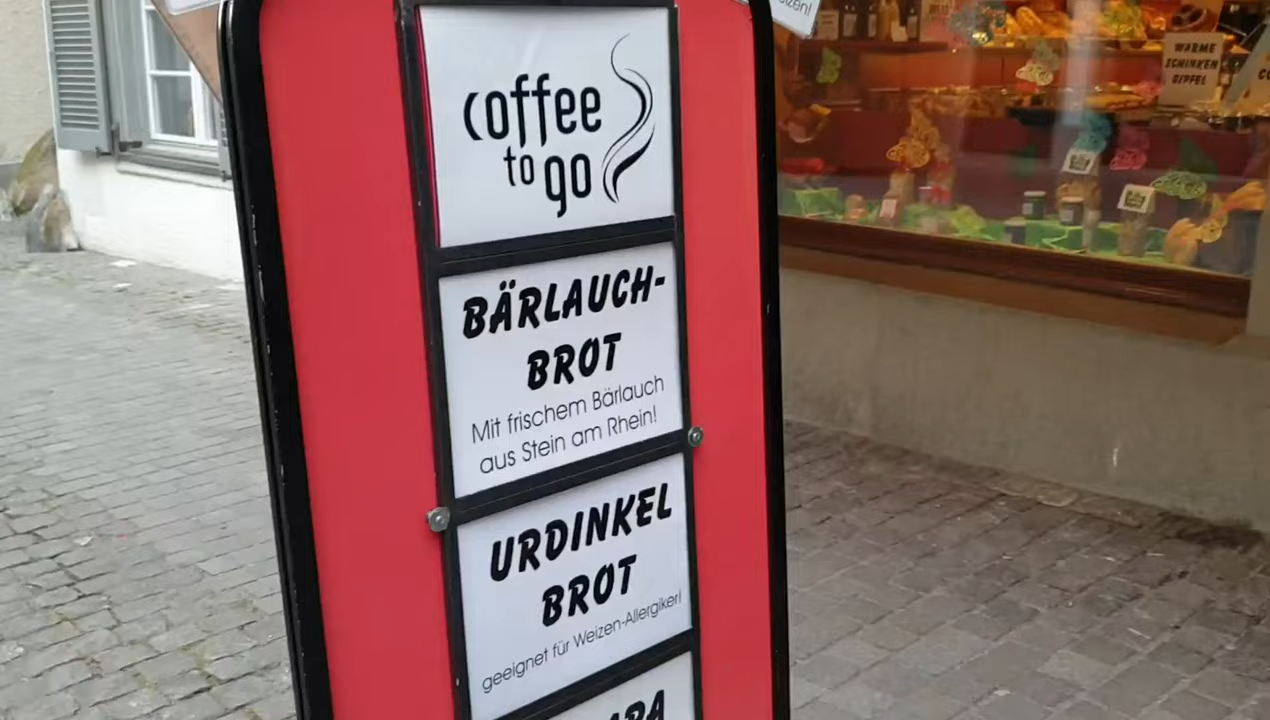 coffee
to go
BÄRLAUCH-
BROT
Mit frischem Bärlauch
aus Stein am Rhein!
URDINKEL
BROT
geeignet für Weizen-Allergiker!
WARME
SCHINKEN
GIPFEL